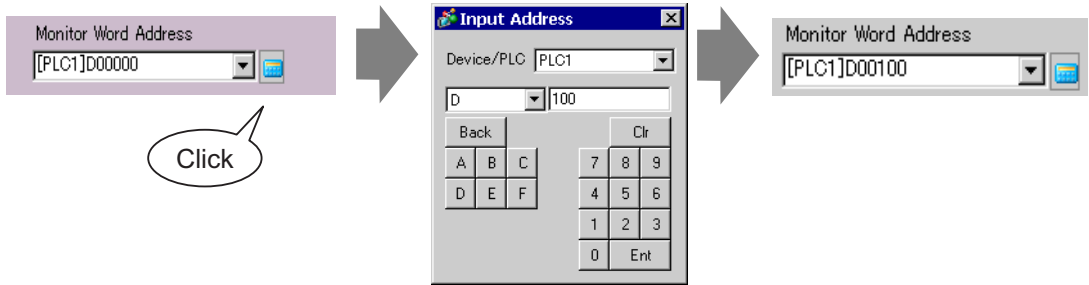 Monitor Word Address
[PLC1]D00000
Click
Input Address
Device/PLC PLC1
D 100
Back Clr
A B C 7 8 9
D E F 4 5 6
1 2 3
0 Ent
Monitor Word Address
[PLC1]D00100